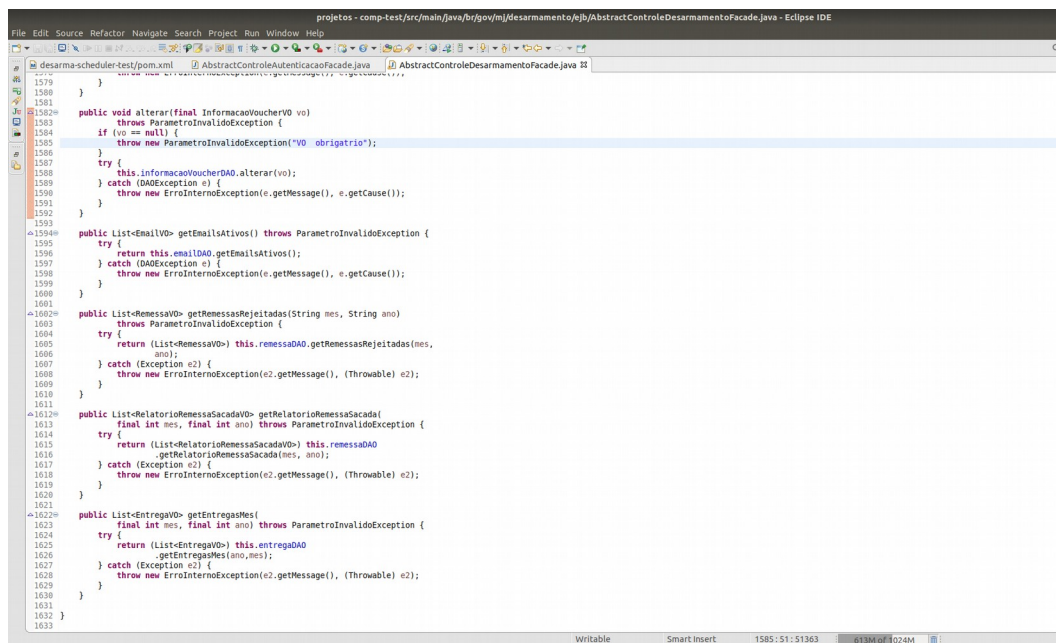 projetos - comp-test/src/main/java/br/gov/mj/desarmamento/ejb/AbstractControleDesarmamentoFacade.java - Eclipse IDE
File Edit Source Refactor Navigate Search Project Run Window Help
desarma-scheduler-test/pom.xml AbstractControleAutenticacaoFacade.java AbstractControleDesarmamentoFacade.java
1578 throw new ErroInternoException(e.getMessage(), e.getCause());
1579 }
1580 }
1581
1582 public void alterar(final InformacaoVoucherVO vo)
1583 throws ParametroInvalidoException {
1584 if (vo == null) {
1585 throw new ParametroInvalidoException("VO obrigatrio");
1586 }
1587 try {
1588 this.informacaoVoucherDAO.alterar(vo);
1589 } catch (DAOException e) {
1590 throw new ErroInternoException(e.getMessage(), e.getCause());
1591 }
1592 }
1593
1594 public List<EmailVO> getEmailsAtivos() throws ParametroInvalidoException {
1595 try {
1596 return this.emailDAO.getEmailsAtivos();
1597 } catch (DAOException e) {
1598 throw new ErroInternoException(e.getMessage(), e.getCause());
1599 }
1600 }
1601
1602 public List<RemessaVO> getRemessasRejeitadas(String mes, String ano)
1603 throws ParametroInvalidoException {
1604 try {
1605 return (List<RemessaVO>) this.remessaDAO.getRemessasRejeitadas(mes,
1606 ano);
1607 } catch (Exception e2) {
1608 throw new ErroInternoException(e2.getMessage(), (Throwable) e2);
1609 }
1610 }
1611
1612 public List<RelatorioRemessaSacadaVO> getRelatorioRemessaSacada(
1613 final int mes, final int ano) throws ParametroInvalidoException {
1614 try {
1615 return (List<RelatorioRemessaSacadaVO>) this.remessaDAO
1616 .getRelatorioRemessaSacada(mes, ano);
1617 } catch (Exception e2) {
1618 throw new ErroInternoException(e2.getMessage(), (Throwable) e2);
1619 }
1620 }
1621
1622 public List<EntregaVO> getEntregasMes(
1623 final int mes, final int ano) throws ParametroInvalidoException {
1624 try {
1625 return (List<EntregaVO>) this.entregaDAO
1626 .getEntregasMes(ano,mes);
1627 } catch (Exception e2) {
1628 throw new ErroInternoException(e2.getMessage(), (Throwable) e2);
1629 }
1630 }
1631
1632 }
1633
Writable Smart Insert 1585 : 51 : 51363 613M of 1024M